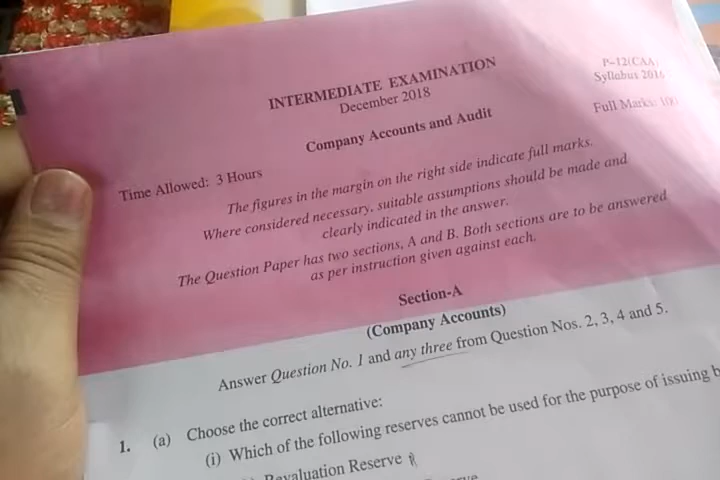 P-12(CAA)
Syllabus 2016
INTERMEDIATE EXAMINATION
December 2018
Full Marks: 100
Company Accounts and Audit
Time Allowed: 3 Hours
The figures in the margin on the right side indicate full marks.
Where considered necessary, suitable assumptions should be made and
clearly indicated in the answer.
The Question Paper has two sections, A and B. Both sections are to be answered
as per instruction given against each.
Section-A
(Company Accounts)
Answer Question No. 1 and any three from Question Nos. 2, 3, 4 and 5.
1. (a) Choose the correct alternative:
(i) Which of the following reserves cannot be used for the purpose of issuing
Revaluation Reserve